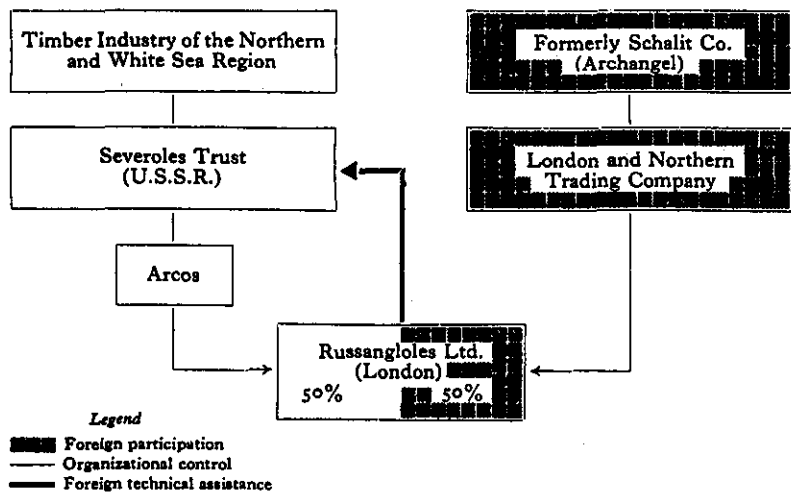 Timber Industry of the Northern
and White Sea Region
Formerly Schalit Co.
(Archangel)
Severoles Trust
(U.S.S.R.)
London and Northern
Trading Company
Arcos
Russangloles Ltd.
(London)
50% 50%
Legend
Foreign participation
Organizational control
Foreign technical assistance